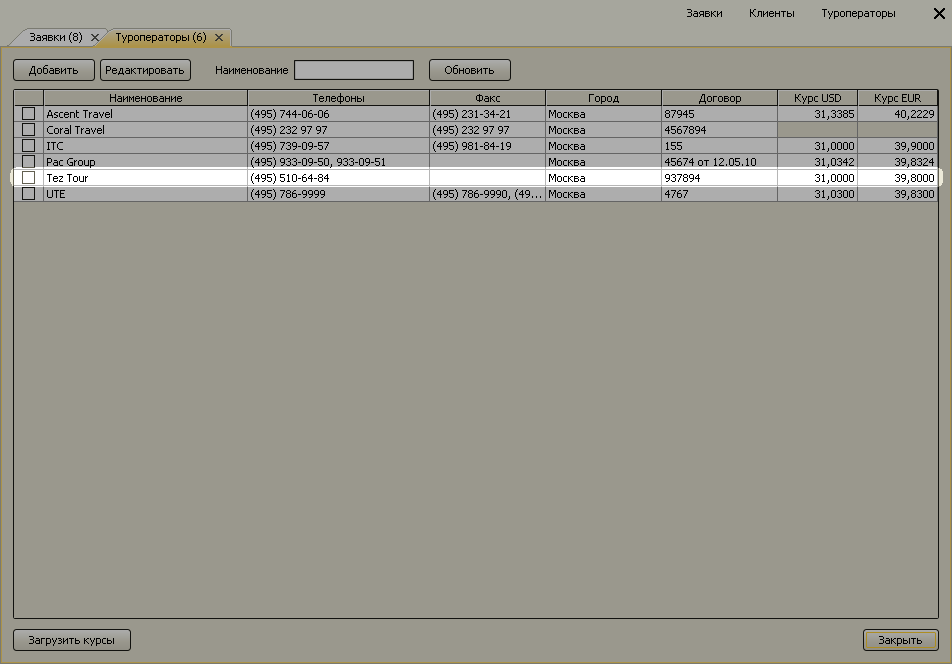 Заявки Клиенты Туроператоры
Заявки (8) Туроператоры (6)
Добавить Редактировать Наименование Обновить
Наименование Телефоны Факс Город Договор Курс USD Курс EUR
Ascent Travel (495) 744-06-06 (495) 231-34-21 Москва 87945 31,3385 40,2229
Coral Travel (495) 232 97 97 (495) 232 97 97 Москва 4567894
ITC (495) 739-09-57 (495) 981-84-19 Москва 155 31,0000 39,9000
Pac Group (495) 933-09-50, 933-09-51 Москва 45674 от 12.05.10 31,0342 39,8324
Tez Tour (495) 510-64-84 Москва 937894 31,0000 39,8000
UTE (495) 786-9999 (495) 786-9990, (49... Москва 4767 31,0300 39,8300
Загрузить курсы Закрыть